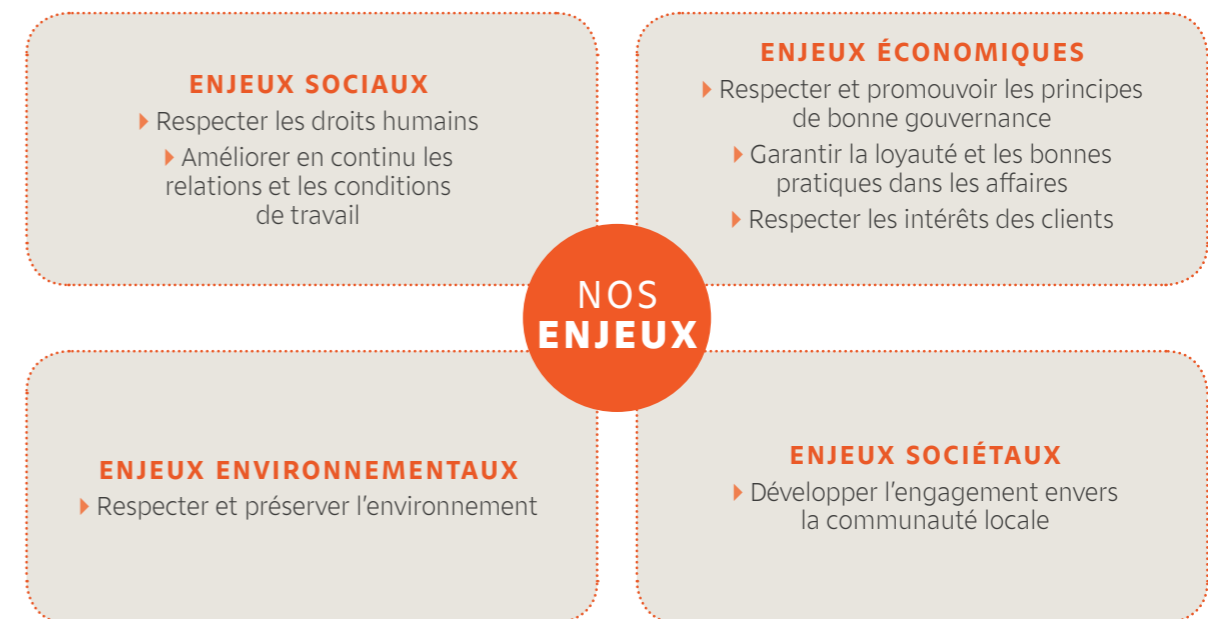 ENJEUX SOCIAUX
Respecter les droits humains
Améliorer en continu les
relations et les conditions
de travail
ENJEUX ÉCONOMIQUES
Respecter et promouvoir les principes
de bonne gouvernance
Garantir la loyauté et les bonnes
pratiques dans les affaires
Respecter les intérêts des clients
NOS
ENJEUX
ENJEUX ENVIRONNEMENTAUX
Respecter et préserver l’environnement
ENJEUX SOCIÉTAUX
Développer l’engagement envers
la communauté locale